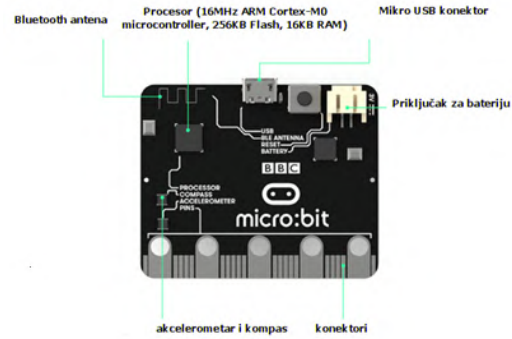 Bluetooth antena
Procesor (16MHz ARM Cortex-M0
microcontroller, 256KB Flash, 16KB RAM)
Mikro USB konektor
Priključak za bateriju
3V
USB
BLE ANTENNA
RESET
BATTERY
BBC
PROCESSOR
COMPASS
ACCELEROMETER
PINS
micro:bit
akcelerometar i kompas
konektori